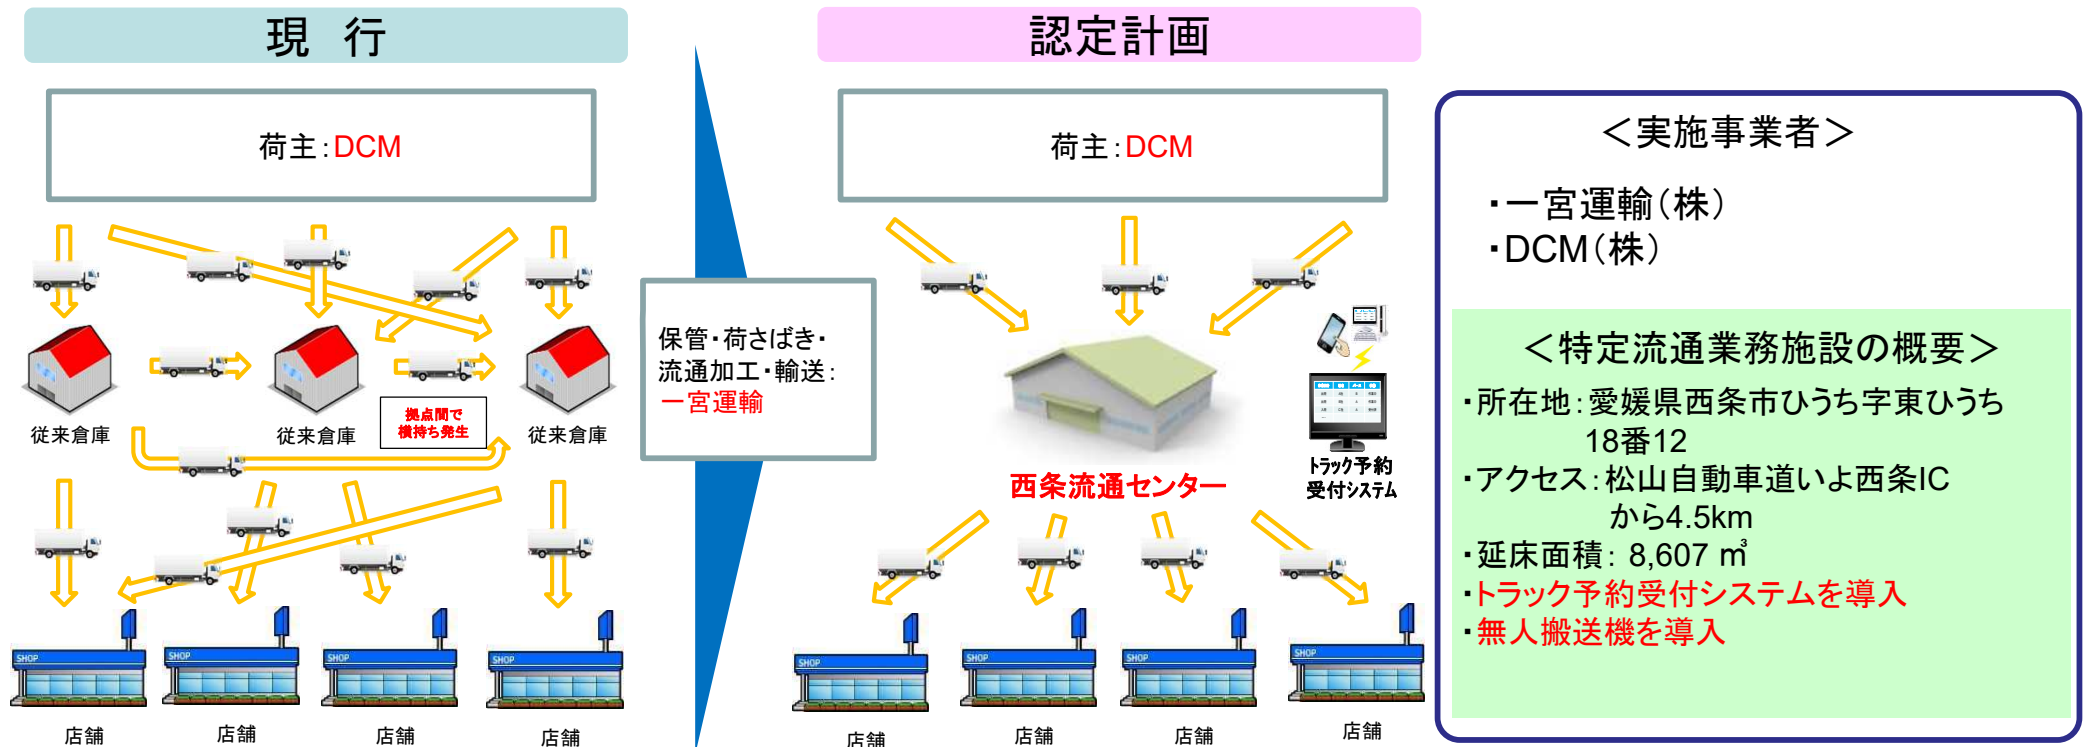 現 行
荷主:DCM
従来倉庫
従来倉庫
拠点間で
横持ち発生
従来倉庫
SHOP
SHOP
SHOP
SHOP
店舗
店舗
店舗
店舗
保管・荷さばき・
流通加工・輸送:
一宮運輸
認定計画
荷主:DCM
西条流通センター
トラック予約
受付システム
SHOP
SHOP
SHOP
SHOP
店舗
店舗
店舗
店舗
<実施事業者>
・一宮運輸(株)
・DCM(株)
<特定流通業務施設の概要>
・所在地:愛媛県西条市ひうち字東ひうち
18番12
・アクセス:松山自動車道いよ西条IC
から4.5km
・延床面積: 8,607 ㎥
・トラック予約受付システムを導入
・無人搬送機を導入